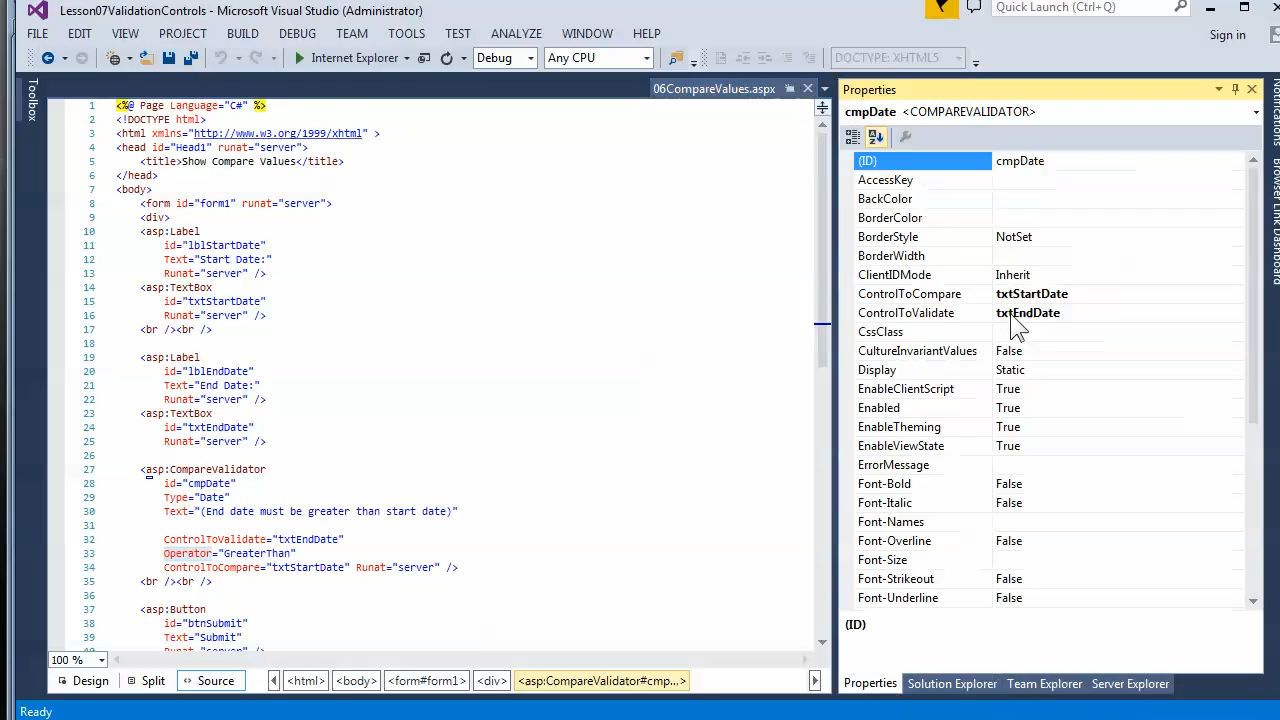 Lesson07ValidationControls - Microsoft Visual Studio (Administrator)
Quick Launch (Ctrl+Q)
FILE EDIT VIEW PROJECT BUILD DEBUG TEAM TOOLS TEST ANALYZE WINDOW HELP
Sign in
Internet Explorer Debug Any CPU DOCTYPE: XHTML5
Toolbox
06CompareValues.aspx
1 <%@ Page Language="C#" %>
2 <!DOCTYPE html>
3 <html xmlns="http://www.w3.org/1999/xhtml" >
4 <head id="Head1" runat="server">
5 <title>Show Compare Values</title>
6 </head>
7 <body>
8 <form id="form1" runat="server">
9 <div>
10 <asp:Label
11 id="lblStartDate"
12 Text="Start Date:"
13 Runat="server" />
14 <asp:TextBox
15 id="txtStartDate"
16 Runat="server" />
17 <br /><br />
18
19 <asp:Label
20 id="lblEndDate"
21 Text="End Date:"
22 Runat="server" />
23 <asp:TextBox
24 id="txtEndDate"
25 Runat="server" />
26
27 <asp:CompareValidator
28 id="cmpDate"
29 Type="Date"
30 Text="(End date must be greater than start date)"
31
32 ControlToValidate="txtEndDate"
33 Operator="GreaterThan"
34 ControlToCompare="txtStartDate" Runat="server" />
35 <br /><br />
36
37 <asp:Button
38 id="btnSubmit"
39 Text="Submit"
100 %
Design Split Source <html> <body> <form#form1> <div> <asp:CompareValidator#cmp...>
Properties
cmpDate <COMPAREVALIDATOR>
(ID) cmpDate
AccessKey
BackColor
BorderColor
BorderStyle NotSet
BorderWidth
ClientIDMode Inherit
ControlToCompare txtStartDate
ControlToValidate txtEndDate
CssClass
CultureInvariantValues False
Display Static
EnableClientScript True
Enabled True
EnableTheming True
EnableViewState True
ErrorMessage
Font-Bold False
Font-Italic False
Font-Names
Font-Overline False
Font-Size
Font-Strikeout False
Font-Underline False
(ID)
Properties Solution Explorer Team Explorer Server Explorer
Notifications
Browser Link Dashboard
Ready